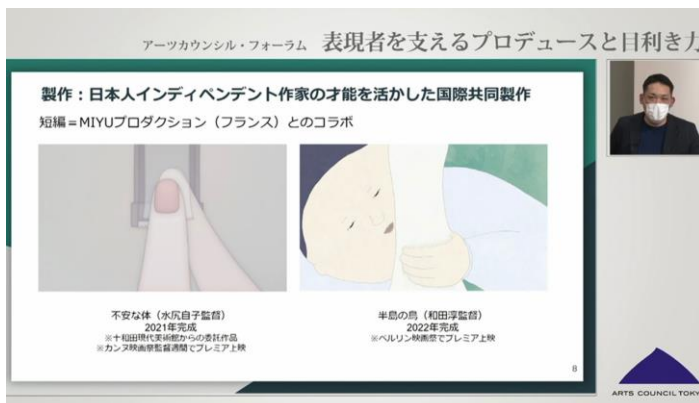 アーツカウンシル・フォーラム 表現者を支えるプロデュースと目利き力
製作：日本人インディペンデント作家の才能を活かした国際共同製作
短編＝MIYUプロダクション（フランス）とのコラボ
不安な体（水尻自子監督）
2021年完成
※十和田現代美術館からの委託作品
※カンヌ映画祭監督週間でプレミア上映
半島の鳥（和田淳監督）
2022年完成
※ベルリン映画祭でプレミア上映
8
ARTS COUNCIL TOKY